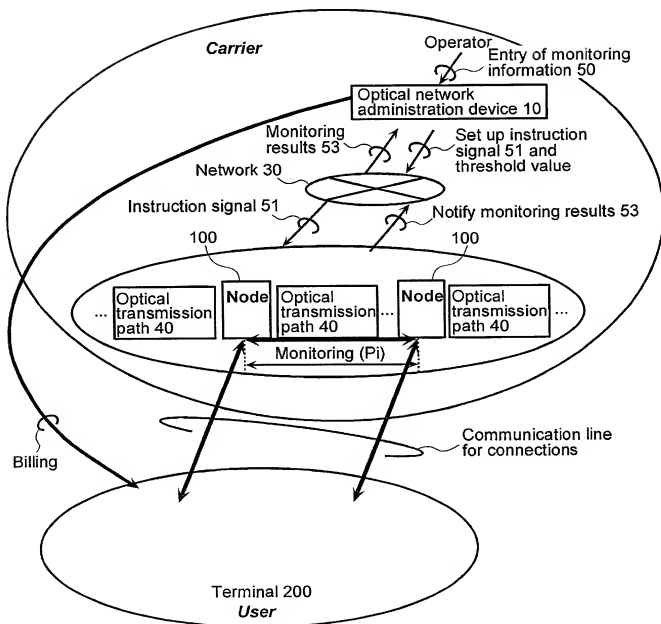 Carrier
Operator
Entry of monitoring
information 50
Optical network
administration device 10
Monitoring
results 53
Set up instruction
signal 51 and
threshold value
Network 30
Instruction signal 51
Notify monitoring results 53
100
100
...
Optical
transmission
path 40
Node
Optical
transmission
path 40
...
Node
Optical
transmission
path 40
...
Monitoring (Pi)
Billing
Communication line
for connections
Terminal 200
User